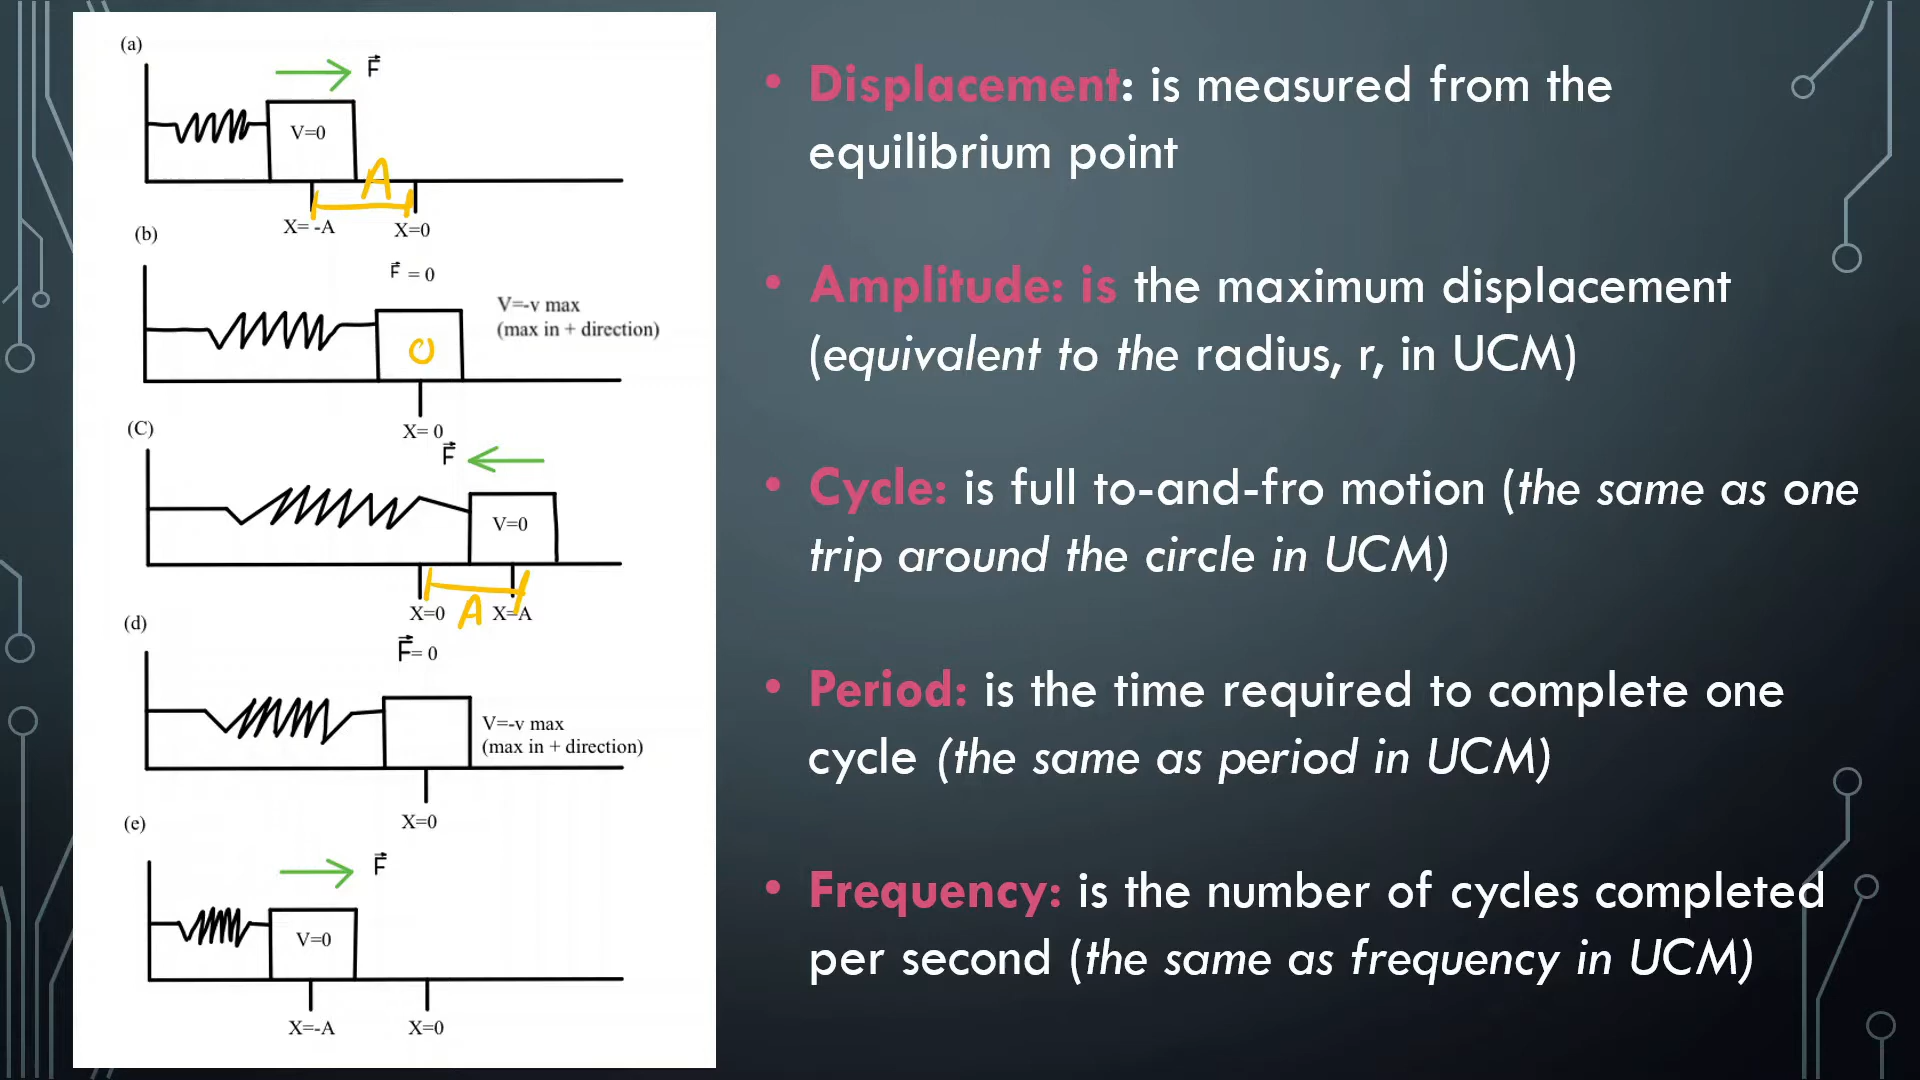 (a)
F
V=0
A
X= -A
X=0
(b)
F = 0
V=-v max
(max in + direction)
0
X= 0
(C)
F
V=0
X=0
A
X=A
(d)
F= 0
V=-v max
(max in + direction)
X=0
(e)
F
V=0
X=-A
X=0
• Displacement: is measured from the
equilibrium point
• Amplitude: is the maximum displacement
(equivalent to the radius, r, in UCM)
• Cycle: is full to-and-fro motion (the same as one
trip around the circle in UCM)
• Period: is the time required to complete one
cycle (the same as period in UCM)
• Frequency: is the number of cycles completed
per second (the same as frequency in UCM)